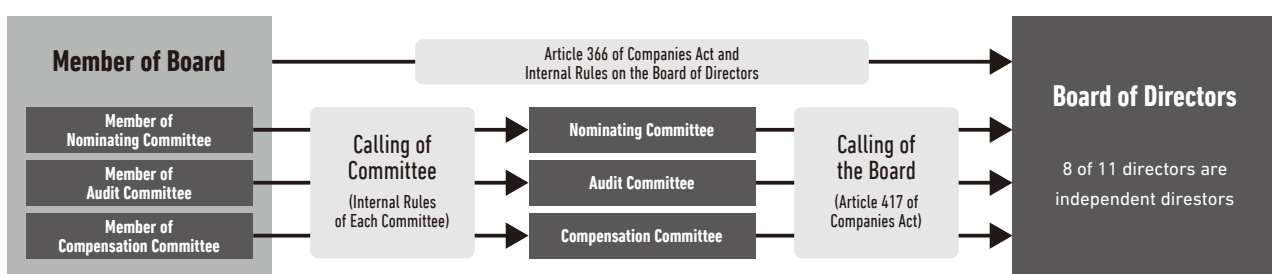 Member of Board
Article 366 of Companies Act and
Internal Rules on the Board of Directors
Member of
Nominating Committee
Member of
Audit Committee
Member of
Compensation Committee
Calling of
Committee
(Internal Rules
of Each Committee)
Nominating Committee
Audit Committee
Compensation Committee
Calling of
the Board
(Article 417 of
Companies Act)
Board of Directors
8 of 11 directors are
independent direstors